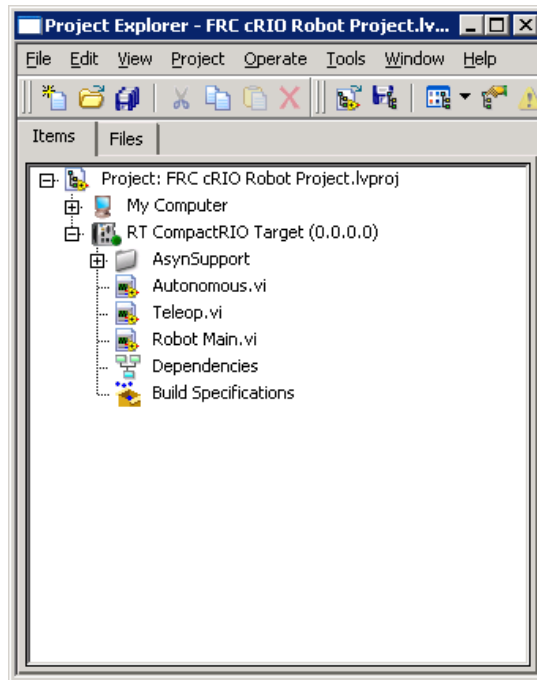 Project Explorer - FRC cRIO Robot Project.lv...
File Edit View Project Operate Tools Window Help
Items Files
Project: FRC cRIO Robot Project.lvproj
My Computer
RT CompactRIO Target (0.0.0.0)
AsynSupport
Autonomous.vi
Teleop.vi
Robot Main.vi
Dependencies
Build Specifications